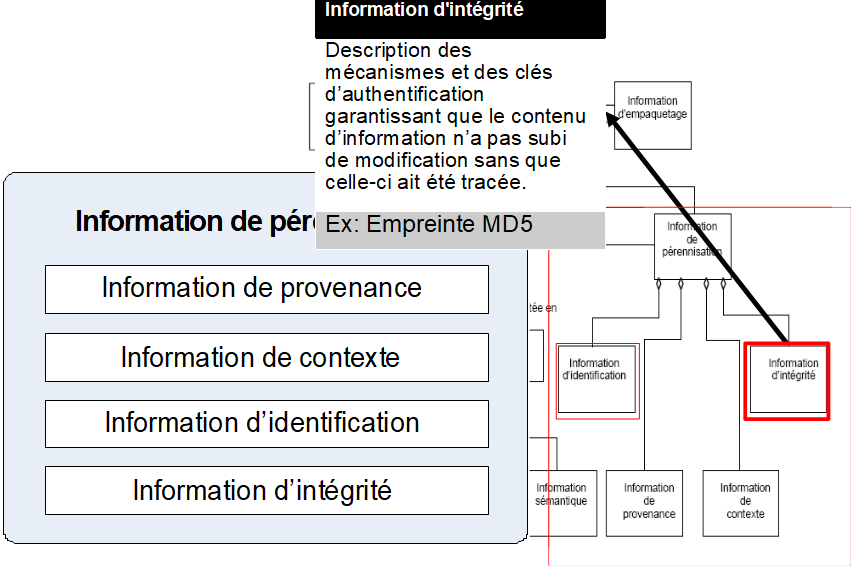 Information d'intégrité
Description des
mécanismes et des clés
d’authentification
garantissant que le contenu
d’information n’a pas subi
de modification sans que
celle-ci ait été tracée.
Ex: Empreinte MD5
Information de
Information de provenance
Information de contexte
Information d’identification
Information d’intégrité
Information
d'empaquetage
Information
de
pérennisation
en
Information
d'identification
Information
d'intégrité
Information
sémantique
Information
de
provenance
Information
de
contexte